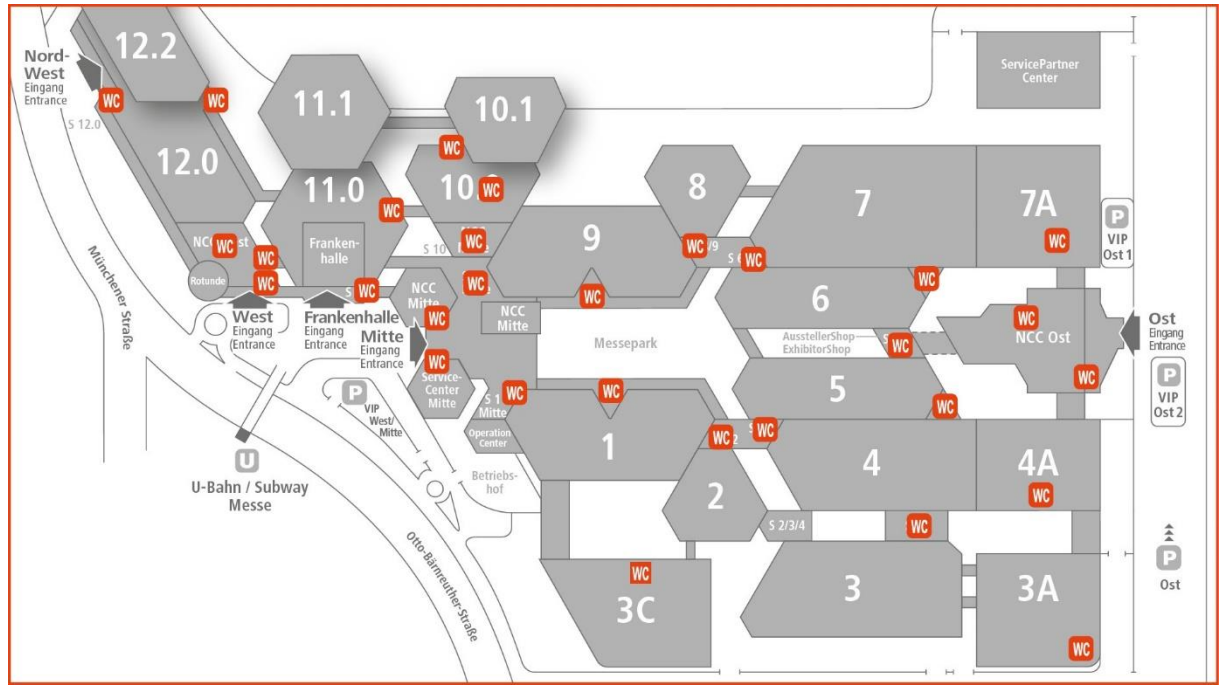 12.2
Nord-
West
Eingang
Entrance
WC
WC
S 12.0
12.0
11.1
10.1
ServicePartner
Center
WC
11.0
10.
WC
WC
8
7
7A
P
VIP
Ost 1
NCC
WC
WC
Franken-
halle
S 10
WC
Mitte
9
WC
/9
WC
WC
Rotunde
WC
WC
NCC
Mitte
WC
WC
WC
6
WC
West
Eingang
(Entrance
Frankenhalle
Eingang
Entrance
Mitte
Eingang
Entrance
WC
NCC
Mitte
Messepark
AusstellerShop
ExhibitorShop
WC
WC
NCC Ost
Ost
Eingang
Entrance
Münchener Straße
WC
Service-
Center
Mitte
P
VIP
West/
Mitte
S 1
Mitte
WC
WC
5
WC
WC
P
VIP
Ost 2
Operation
Center
1
WC
2
WC
4
4A
WC
U
U-Bahn / Subway
Messe
Betriebs-
hof
2
S 2/3/4
WC
Otto-Bärnreuther-Straße
WC
3C
3
3A
WC
P
Ost